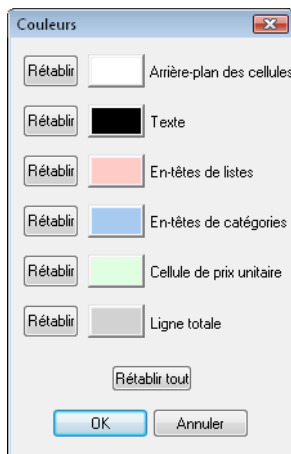 Couleurs
Rétablir Arrière-plan des cellules
Rétablir Texte
Rétablir En-têtes de listes
Rétablir En-têtes de catégories
Rétablir Cellule de prix unitaire
Rétablir Ligne totale
Rétablir tout
OK Annuler